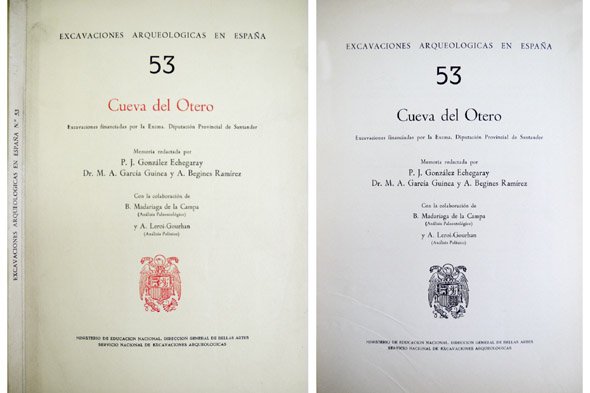 EXCAVACIONES ARQUEOLOGICAS EN ESPAÑA N.º 53
EXCAVACIONES ARQUEOLOGICAS EN ESPAÑA
53
Cueva del Otero
Excavaciones financiadas por la Excma. Diputación Provincial de Santander
Memoria redactada por
P. J. González Echegaray
Dr. M. A. García Guinea y A. Begines Ramírez
Con la colaboración de
B. Madariaga de la Campa
(Análisis Paleontológico)
y A. Leroi-Gourhan
(Análisis Polínico)
MINISTERIO DE EDUCACION NACIONAL. DIRECCION GENERAL DE BELLAS ARTES
SERVICIO NACIONAL DE EXCAVACIONES ARQUEOLOGICAS
EXCAVACIONES ARQUEOLOGICAS EN ESPAÑA
53
Cueva del Otero
Excavaciones financiadas por la Excma. Diputación Provincial de Santander
Memoria redactada por
P. J. González Echegaray
Dr. M. A. García Guinea y A. Begines Ramírez
Con la colaboración de
B. Madariaga de la Campa
(Análisis Paleontológico)
y A. Leroi-Gourhan
(Análisis Polínico)
MINISTERIO DE EDUCACION NACIONAL. DIRECCION GENERAL DE BELLAS ARTES
SERVICIO NACIONAL DE EXCAVACIONES ARQUEOLOGICAS